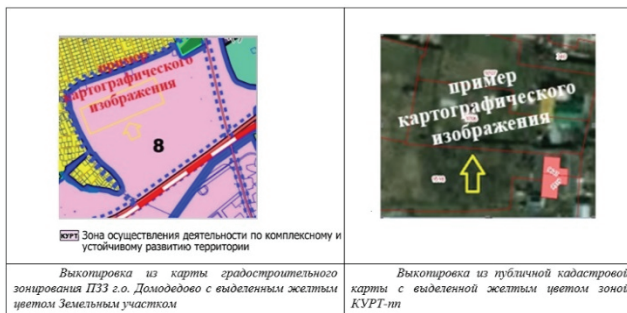 пример
картографического
изображения
8
КУРТ Зона осуществления деятельности по комплексному и
устойчивому развитию территории
Выкопировка из карты градостроительного
зонирования ПЗЗ г.о. Домодедово с выделенным желтым
цветом Земельным участком
пример
картографического
изображения
Выкопировка из публичной кадастровой
карты с выделенной желтым цветом зоной
КУРТ-пп